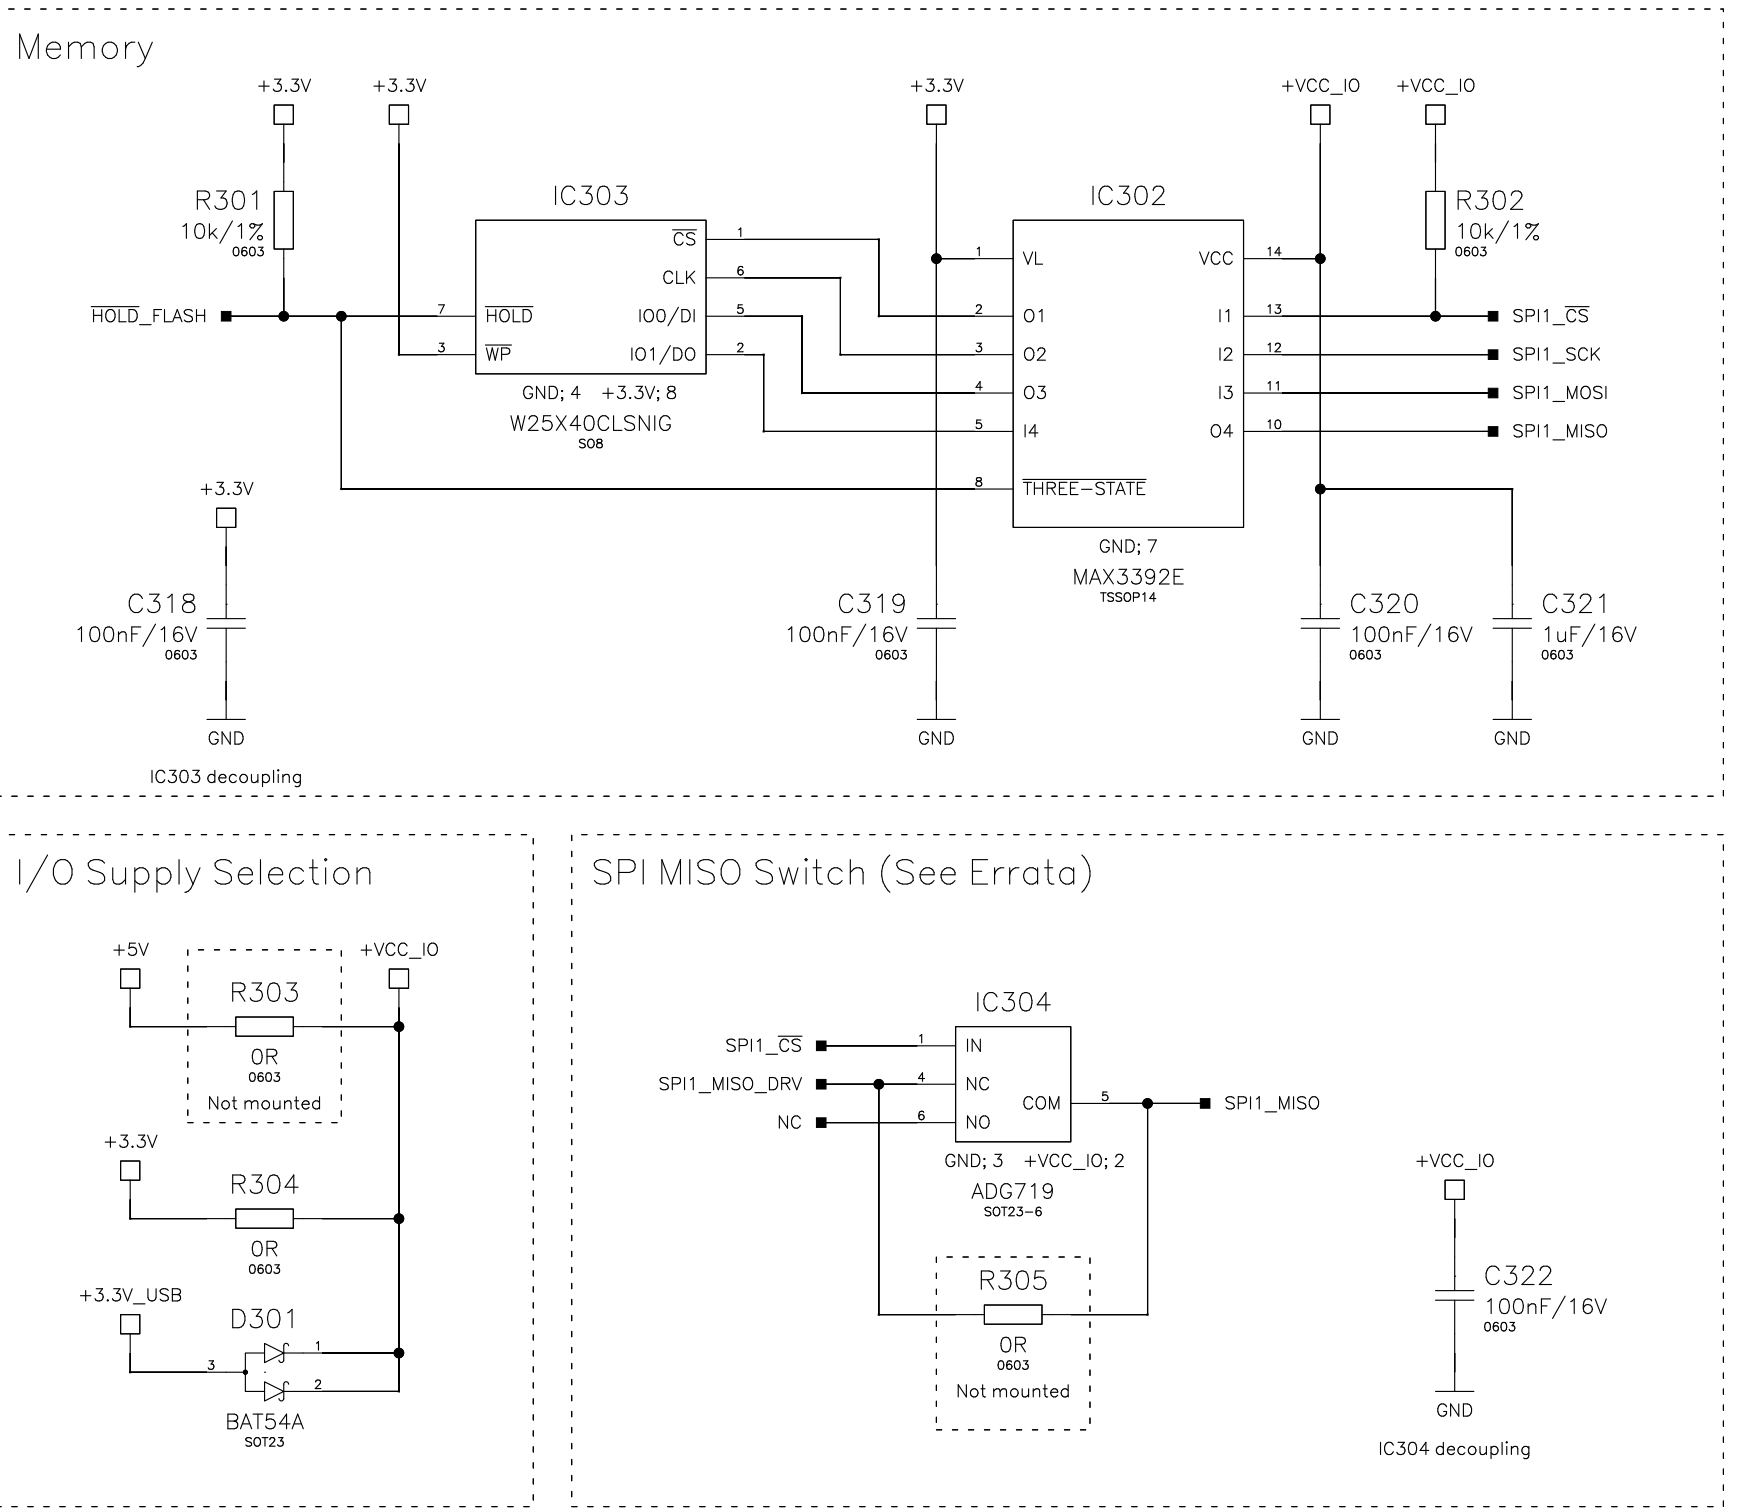 Memory
+3.3V +3.3V +3.3V +VCC_IO +VCC_IO
R301
10k/1%
0603
IC303
IC302
R302
10k/1%
0603
HOLD_FLASH
7 HOLD
3 WP
CS 1
CLK 6
IO0/DI 5
IO1/DO 2
GND; 4 +3.3V; 8
W25X40CLSNIG
SO8
1 VL
2 O1
3 O2
4 O3
5 I4
8 THREE-STATE
VCC 14
I1 13
I2 12
I3 11
O4 10
SPI1_CS
SPI1_SCK
SPI1_MOSI
SPI1_MISO
GND; 7
MAX3392E
TSSOP14
+3.3V
C318
100nF/16V
0603
GND
IC303 decoupling
C319
100nF/16V
0603
GND
C320
100nF/16V
0603
GND
C321
1uF/16V
0603
GND
I/O Supply Selection
+5V +VCC_IO
R303
0R
0603
Not mounted
+3.3V
R304
0R
0603
+3.3V_USB
D301
3
1
2
BAT54A
SOT23
SPI MISO Switch (See Errata)
IC304
SPI1_CS 1 IN
SPI1_MISO_DRV 4 NC
NC 6 NO
COM 5 SPI1_MISO
GND; 3 +VCC_IO; 2
ADG719
SOT23-6
R305
0R
0603
Not mounted
+VCC_IO
C322
100nF/16V
0603
GND
IC304 decoupling